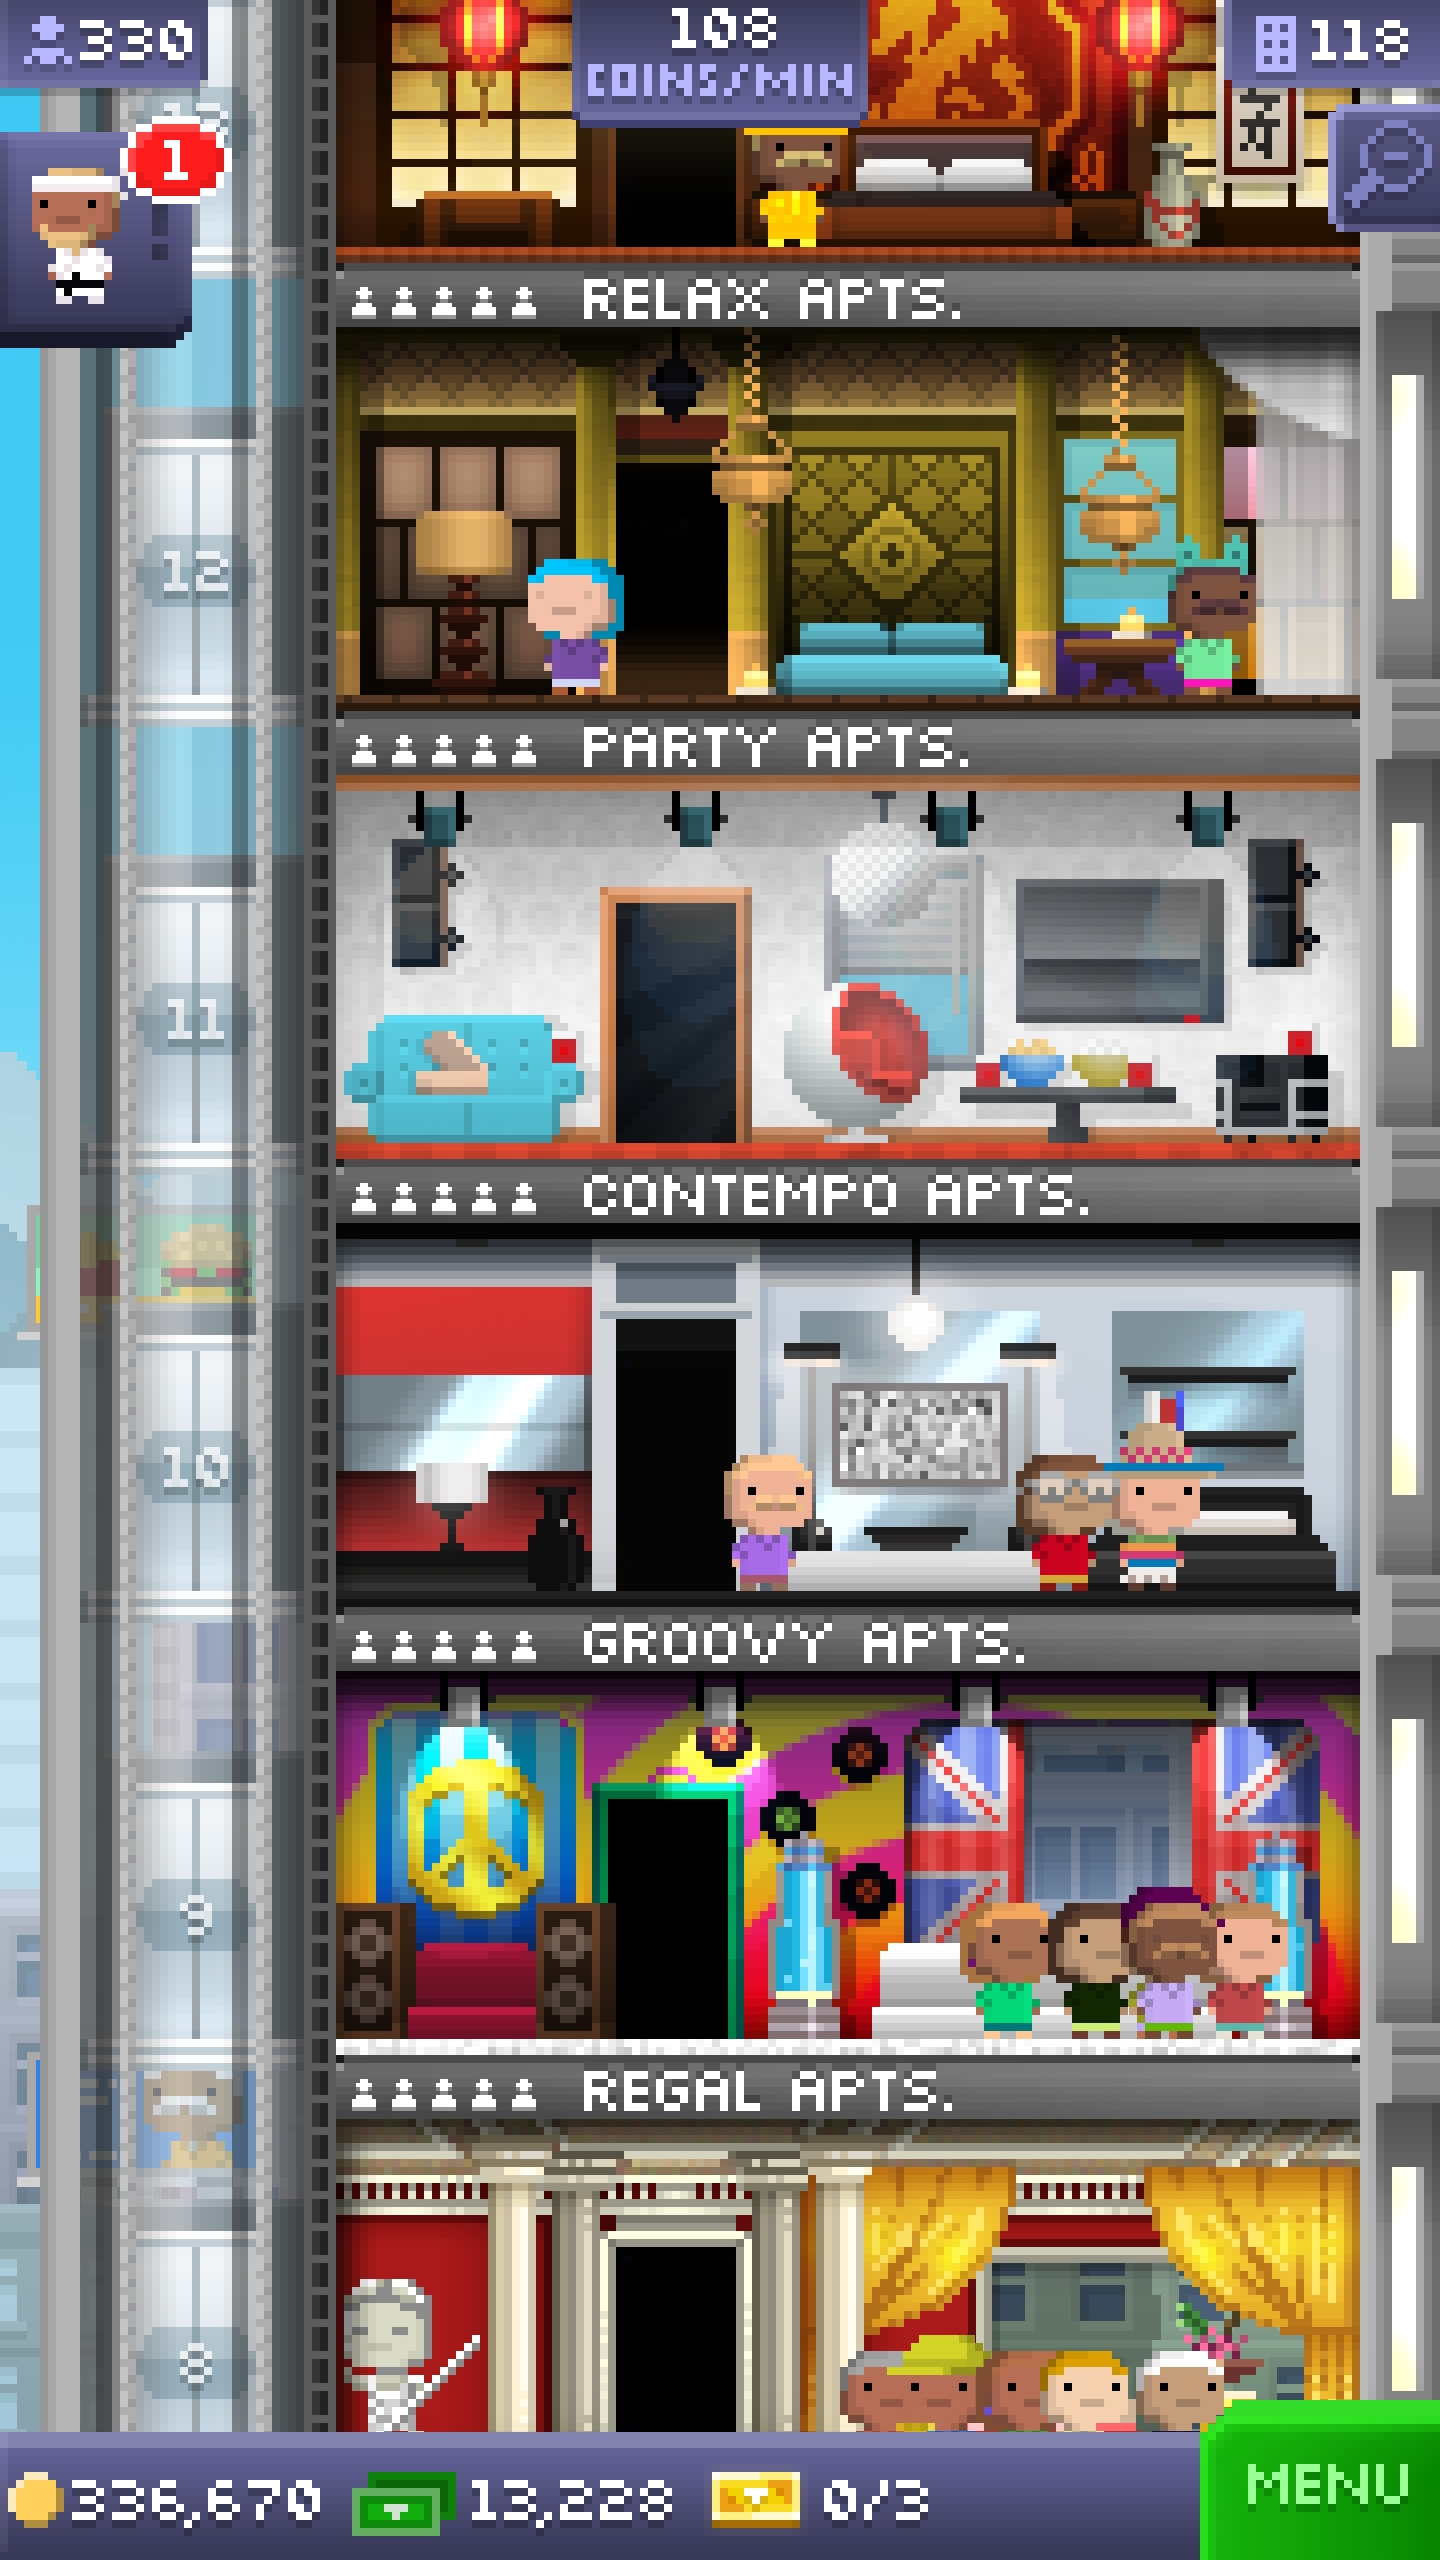 330
108
COINS/MIN
118
1
RELAX APTS.
12
PARTY APTS.
11
CONTEMPO APTS.
10
GROOVY APTS.
9
REGAL APTS.
8
336,670
13,228
0/3
MENU